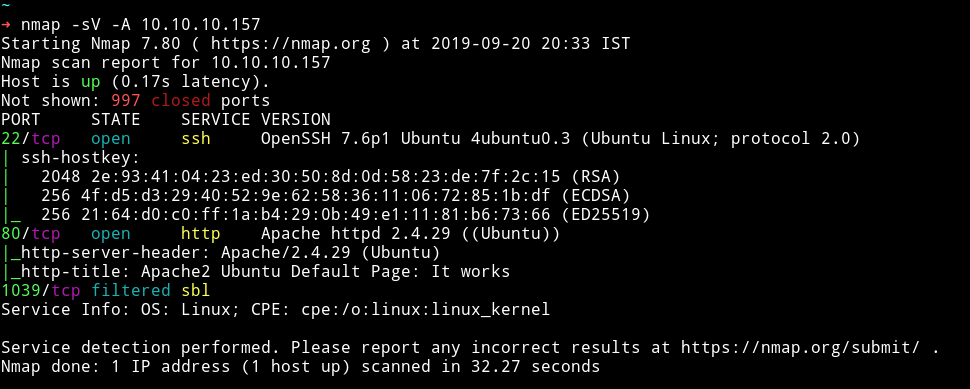 ~
➜ nmap -sV -A 10.10.10.157
Starting Nmap 7.80 ( https://nmap.org ) at 2019-09-20 20:33 IST
Nmap scan report for 10.10.10.157
Host is up (0.17s latency).
Not shown: 997 closed ports
PORT     STATE    SERVICE VERSION
22/tcp   open     ssh     OpenSSH 7.6p1 Ubuntu 4ubuntu0.3 (Ubuntu Linux; protocol 2.0)
| ssh-hostkey:
|   2048 2e:93:41:04:23:ed:30:50:8d:0d:58:23:de:7f:2c:15 (RSA)
|   256 4f:d5:d3:29:40:52:9e:62:58:36:11:06:72:85:1b:df (ECDSA)
|_  256 21:64:d0:c0:ff:1a:b4:29:0b:49:e1:11:81:b6:73:66 (ED25519)
80/tcp   open     http    Apache httpd 2.4.29 ((Ubuntu))
|_http-server-header: Apache/2.4.29 (Ubuntu)
|_http-title: Apache2 Ubuntu Default Page: It works
1039/tcp filtered sbl
Service Info: OS: Linux; CPE: cpe:/o:linux:linux_kernel

Service detection performed. Please report any incorrect results at https://nmap.org/submit/ .
Nmap done: 1 IP address (1 host up) scanned in 32.27 seconds